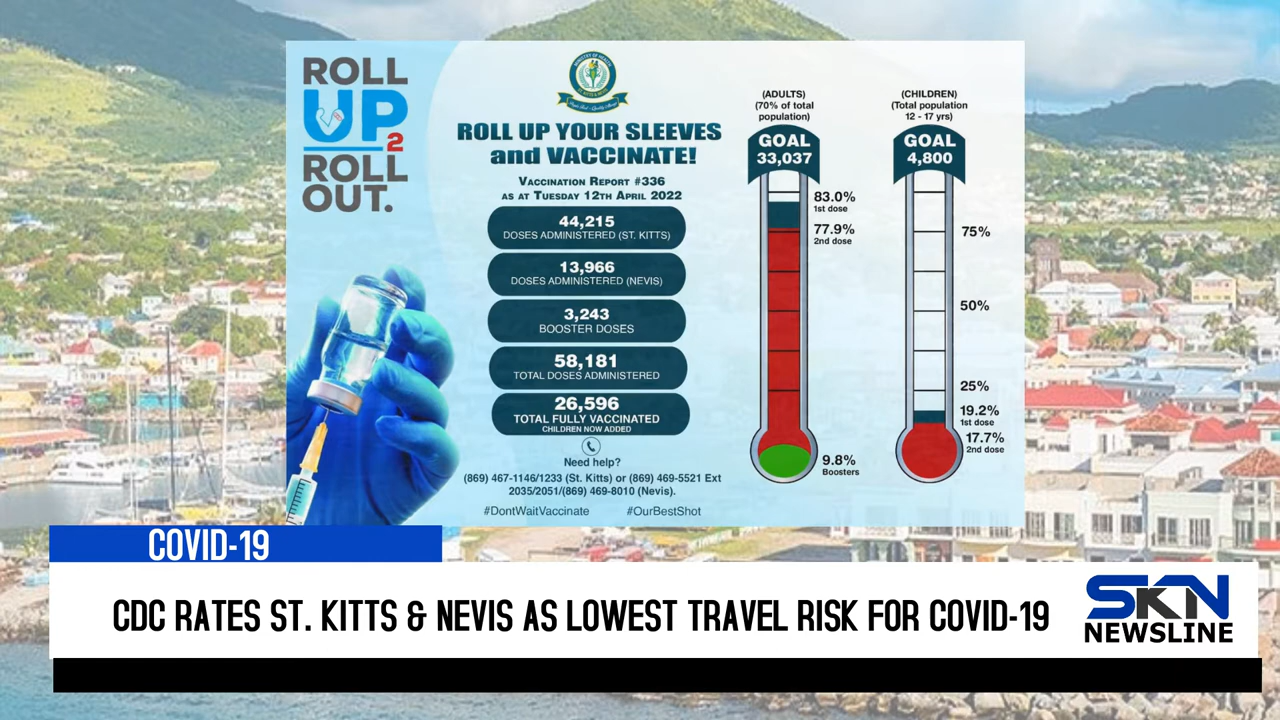 ROLL
UP
2
ROLL
OUT.
ROLL UP YOUR SLEEVES
and VACCINATE!
VACCINATION REPORT #336
AS AT TUESDAY 12TH APRIL 2022
44,215
DOSES ADMINISTERED (ST. KITTS)
13,966
DOSES ADMINISTERED (NEVIS)
3,243
BOOSTER DOSES
58,181
TOTAL DOSES ADMINISTERED
26,596
TOTAL FULLY VACCINATED
CHILDREN NOW ADDED
Need help?
(869) 467-1146/1233 (St. Kitts) or (869) 469-5521 Ext
2035/2051/(869) 469-8010 (Nevis).
#DontWaitVaccinate #OurBestShot
(ADULTS)
(70% of total
population)
GOAL
33,037
83.0%
1st dose
77.9%
2nd dose
9.8%
Boosters
(CHILDREN)
(Total population
12 - 17 yrs)
GOAL
4,800
75%
50%
25%
19.2%
1st dose
17.7%
2nd dose
COVID-19
CDC RATES ST. KITTS & NEVIS AS LOWEST TRAVEL RISK FOR COVID-19
SKN
NEWSLINE